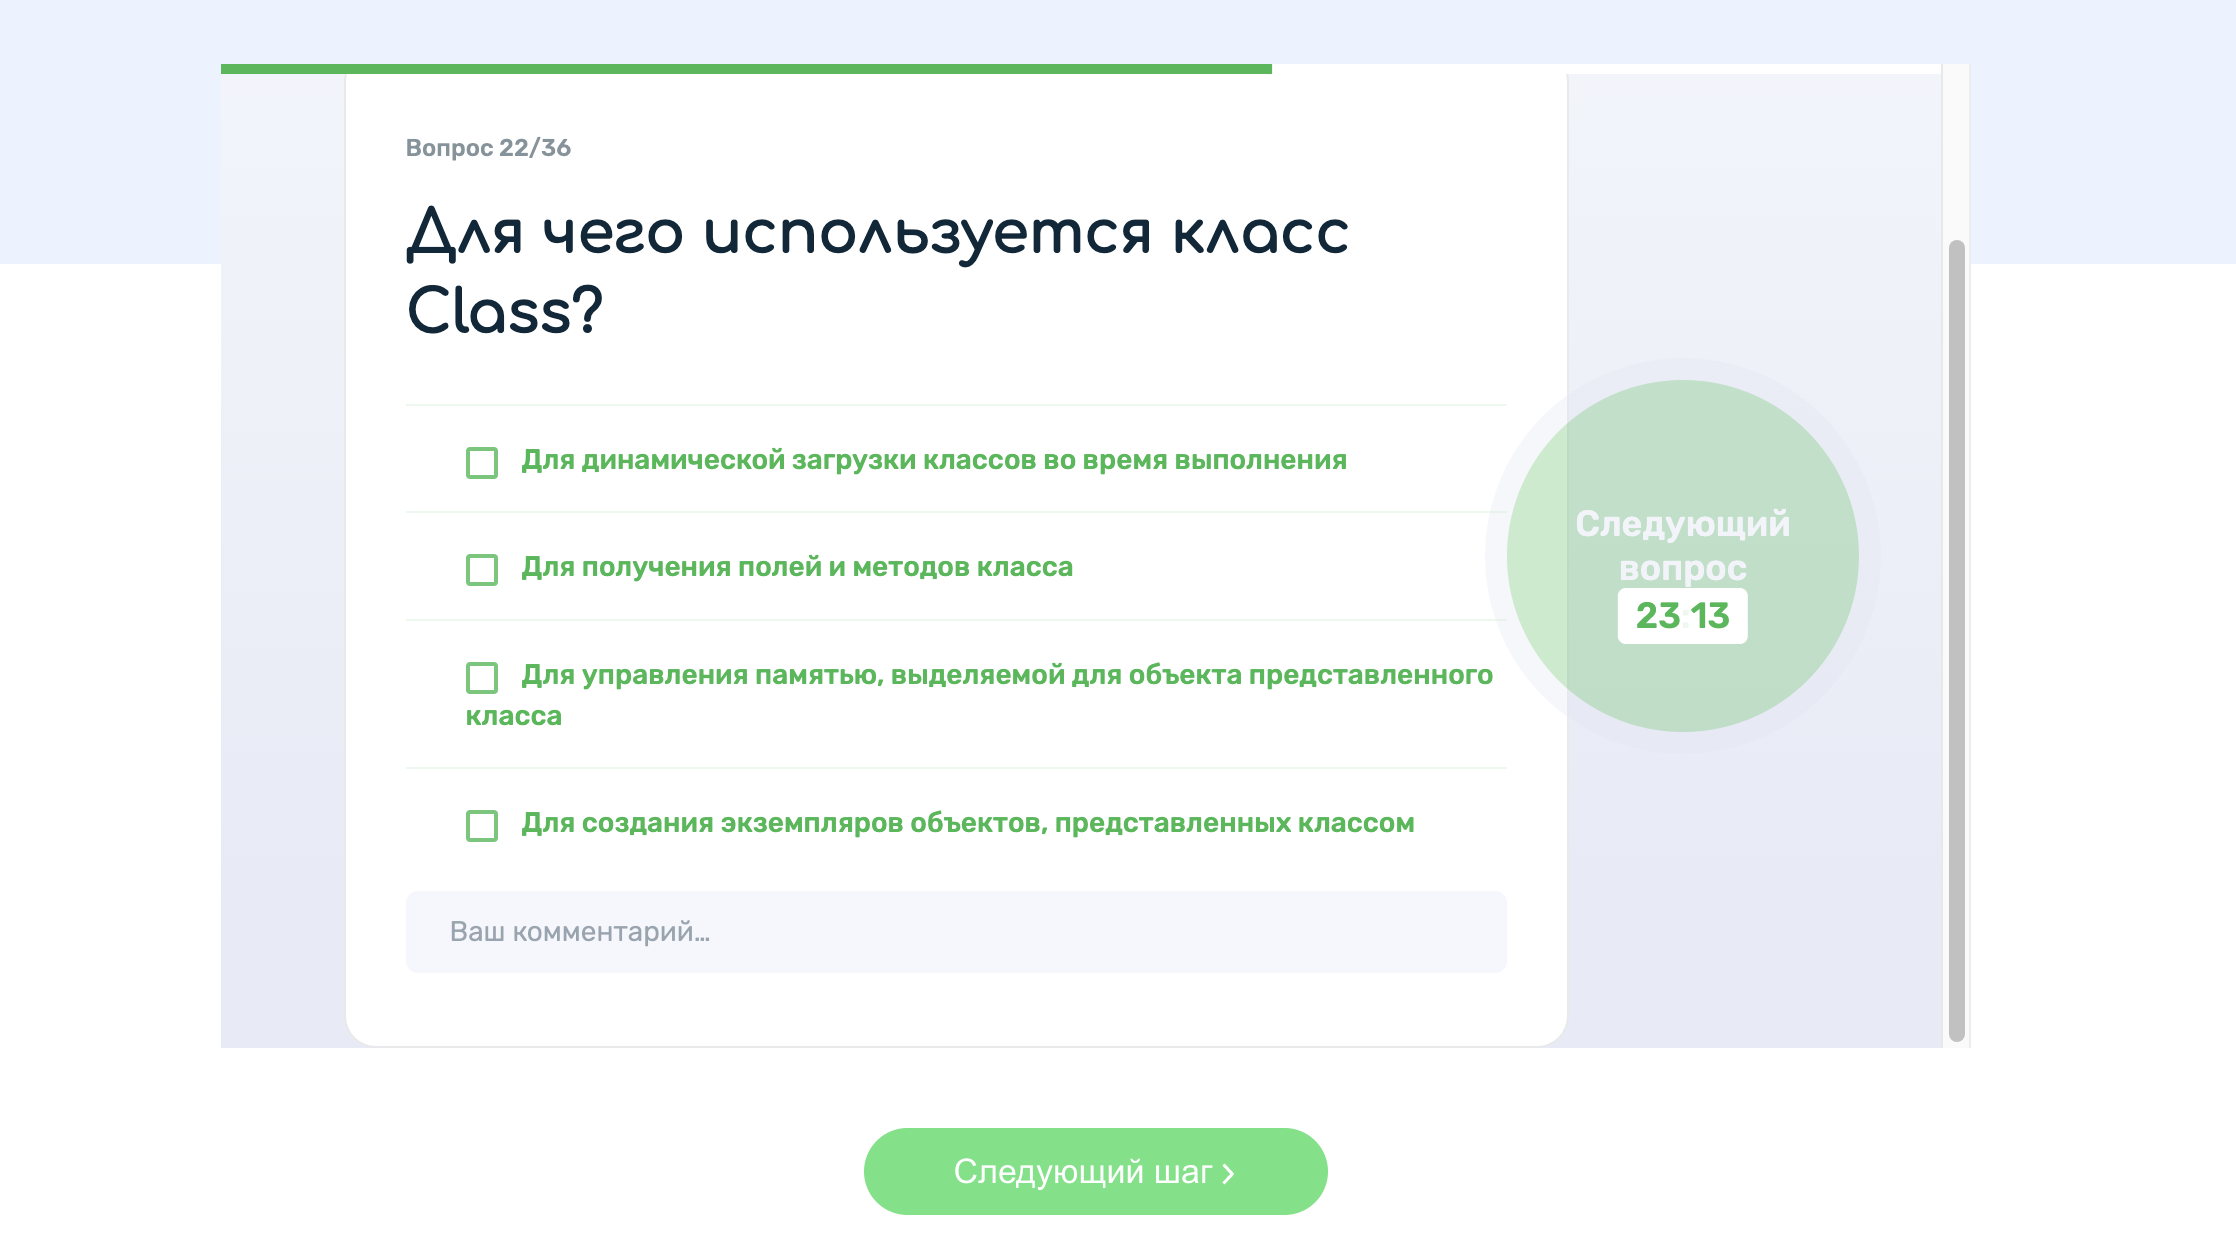 Вопрос 22/36
Для чего используется класс
Class?
Для динамической загрузки классов во время выполнения
Для получения полей и методов класса
Для управления памятью, выделяемой для объекта представленного
класса
Для создания экземпляров объектов, представленных классом
Ваш комментарий...
Следующий
вопрос
23:13
Следующий шаг